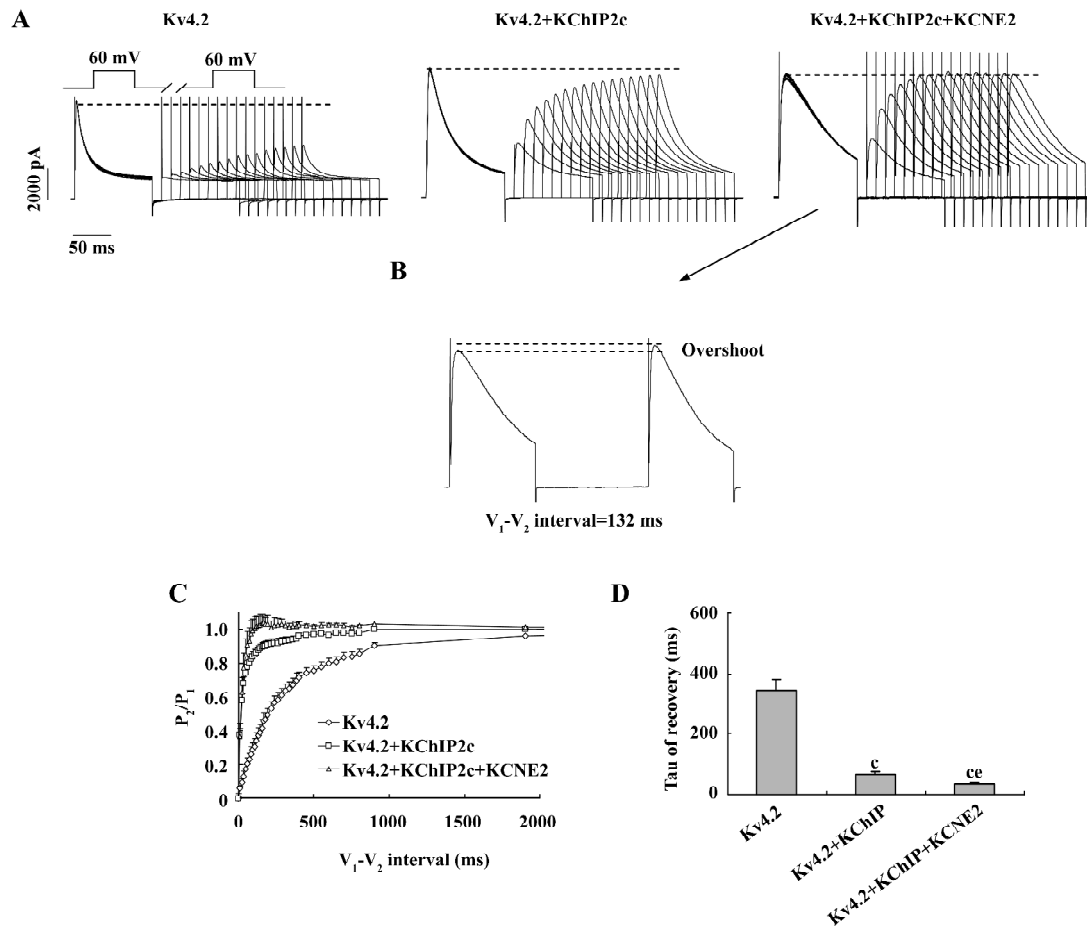 A
Kv4.2
Kv4.2+KChIP2c
Kv4.2+KChIP2c+KCNE2
60 mV
60 mV
2000 pA
50 ms
B
Overshoot
V1-V2 interval=132 ms
C
P2/P1
1.0
0.8
0.6
0.4
0.2
0
Kv4.2
Kv4.2+KChIP2c
Kv4.2+KChIP2c+KCNE2
0 500 1000 1500 2000
V1-V2 interval (ms)
D
Tau of recovery (ms)
600
400
200
0
c
ce
Kv4.2
Kv4.2+KChIP
Kv4.2+KChIP+KCNE2